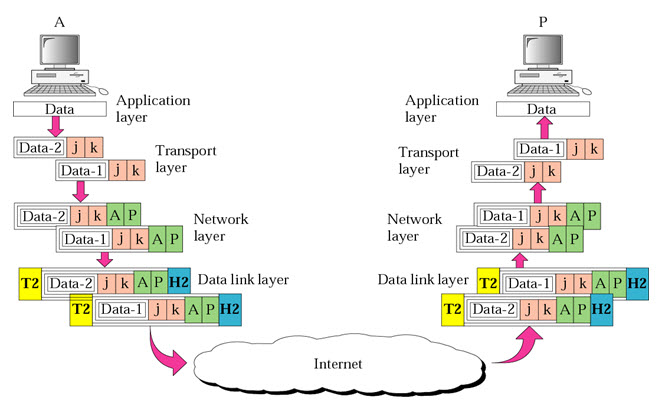 A
P
Data
Application
layer
Application
layer
Data
Data-2 j k
Data-1 j k
Transport
layer
Transport
layer
Data-1 j k
Data-2 j k
Data-2 j k A P
Data-1 j k A P
Network
layer
Network
layer
Data-1 j k A P
Data-2 j k A P
T2 Data-2 j k A P H2
T2 Data-1 j k A P H2
Data link layer
Data link layer
T2 Data-1 j k A P H2
T2 Data-2 j k A P H2
Internet